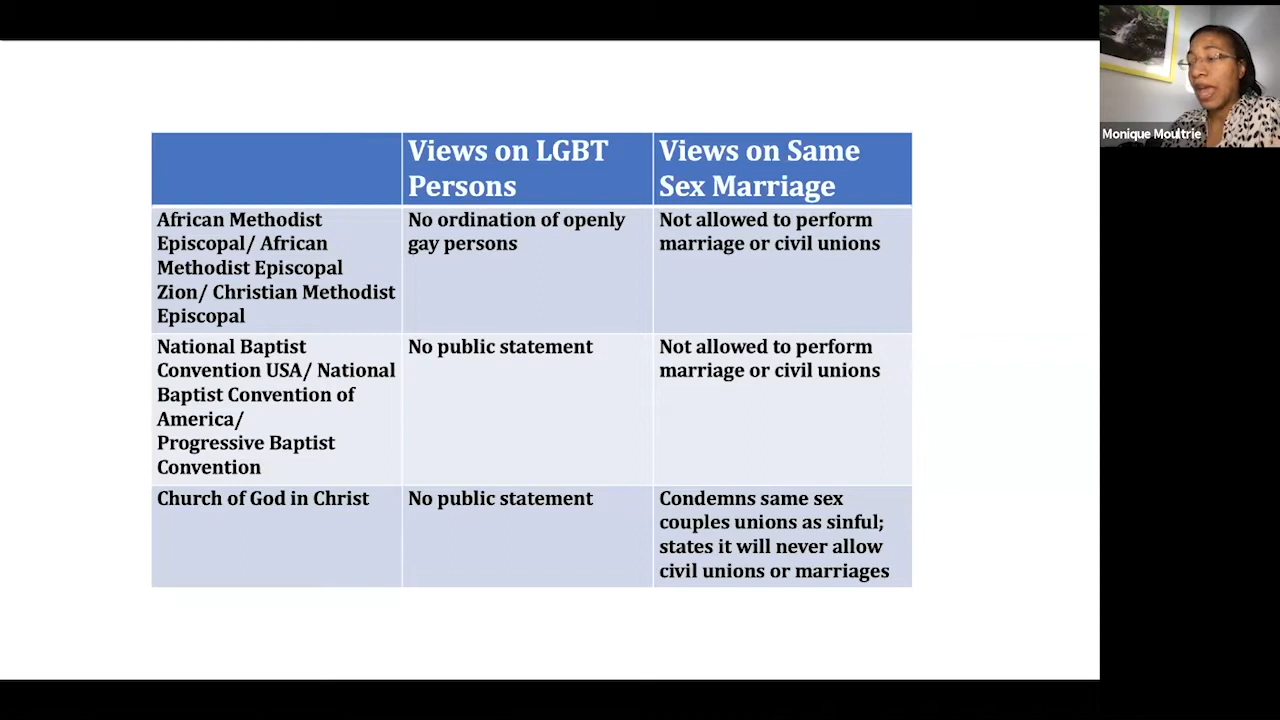 Views on LGBT
Persons
Views on Same
Sex Marriage
African Methodist
Episcopal/ African
Methodist Episcopal
Zion/ Christian Methodist
Episcopal
No ordination of openly
gay persons
Not allowed to perform
marriage or civil unions
National Baptist
Convention USA/ National
Baptist Convention of
America/
Progressive Baptist
Convention
No public statement
Not allowed to perform
marriage or civil unions
Church of God in Christ
No public statement
Condemns same sex
couples unions as sinful;
states it will never allow
civil unions or marriages
Monique Moultrie